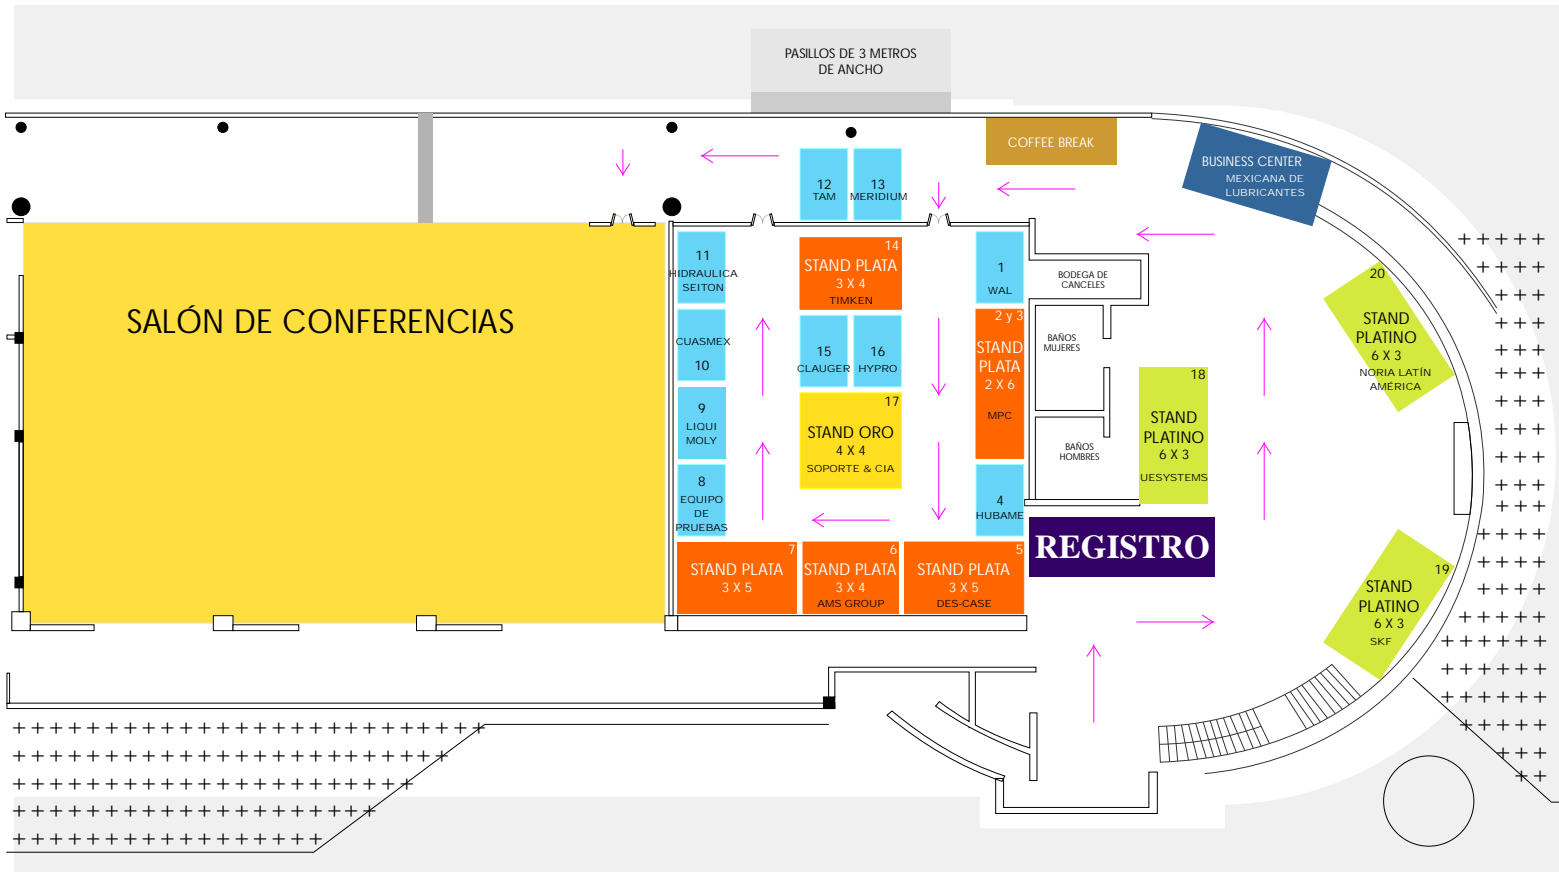 PASILLOS DE 3 METROS
DE ANCHO
COFFEE BREAK
BUSINESS CENTER
MEXICANA DE
LUBRICANTES
12
TAM
13
MERIDIUM
11
HIDRAULICA
SEITON
14
STAND PLATA
3 X 4
TIMKEN
1
WAL
BODEGA DE
CANCELES
20
STAND
PLATINO
6 X 3
NORIA LATÍN
AMÉRICA
SALÓN DE CONFERENCIAS
CUASMEX
10
15
CLAUGER
16
HYPRO
2 y 3
STAND
PLATA
2 X 6
MPC
BAÑOS
MUJERES
18
STAND
PLATINO
6 X 3
UESYSTEMS
9
LIQUI
MOLY
17
STAND ORO
4 X 4
SOPORTE & CIA
BAÑOS
HOMBRES
8
EQUIPO
DE
PRUEBAS
4
HUBAME
REGISTRO
7
STAND PLATA
3 X 5
6
STAND PLATA
3 X 4
AMS GROUP
5
STAND PLATA
3 X 5
DES-CASE
19
STAND
PLATINO
6 X 3
SKF